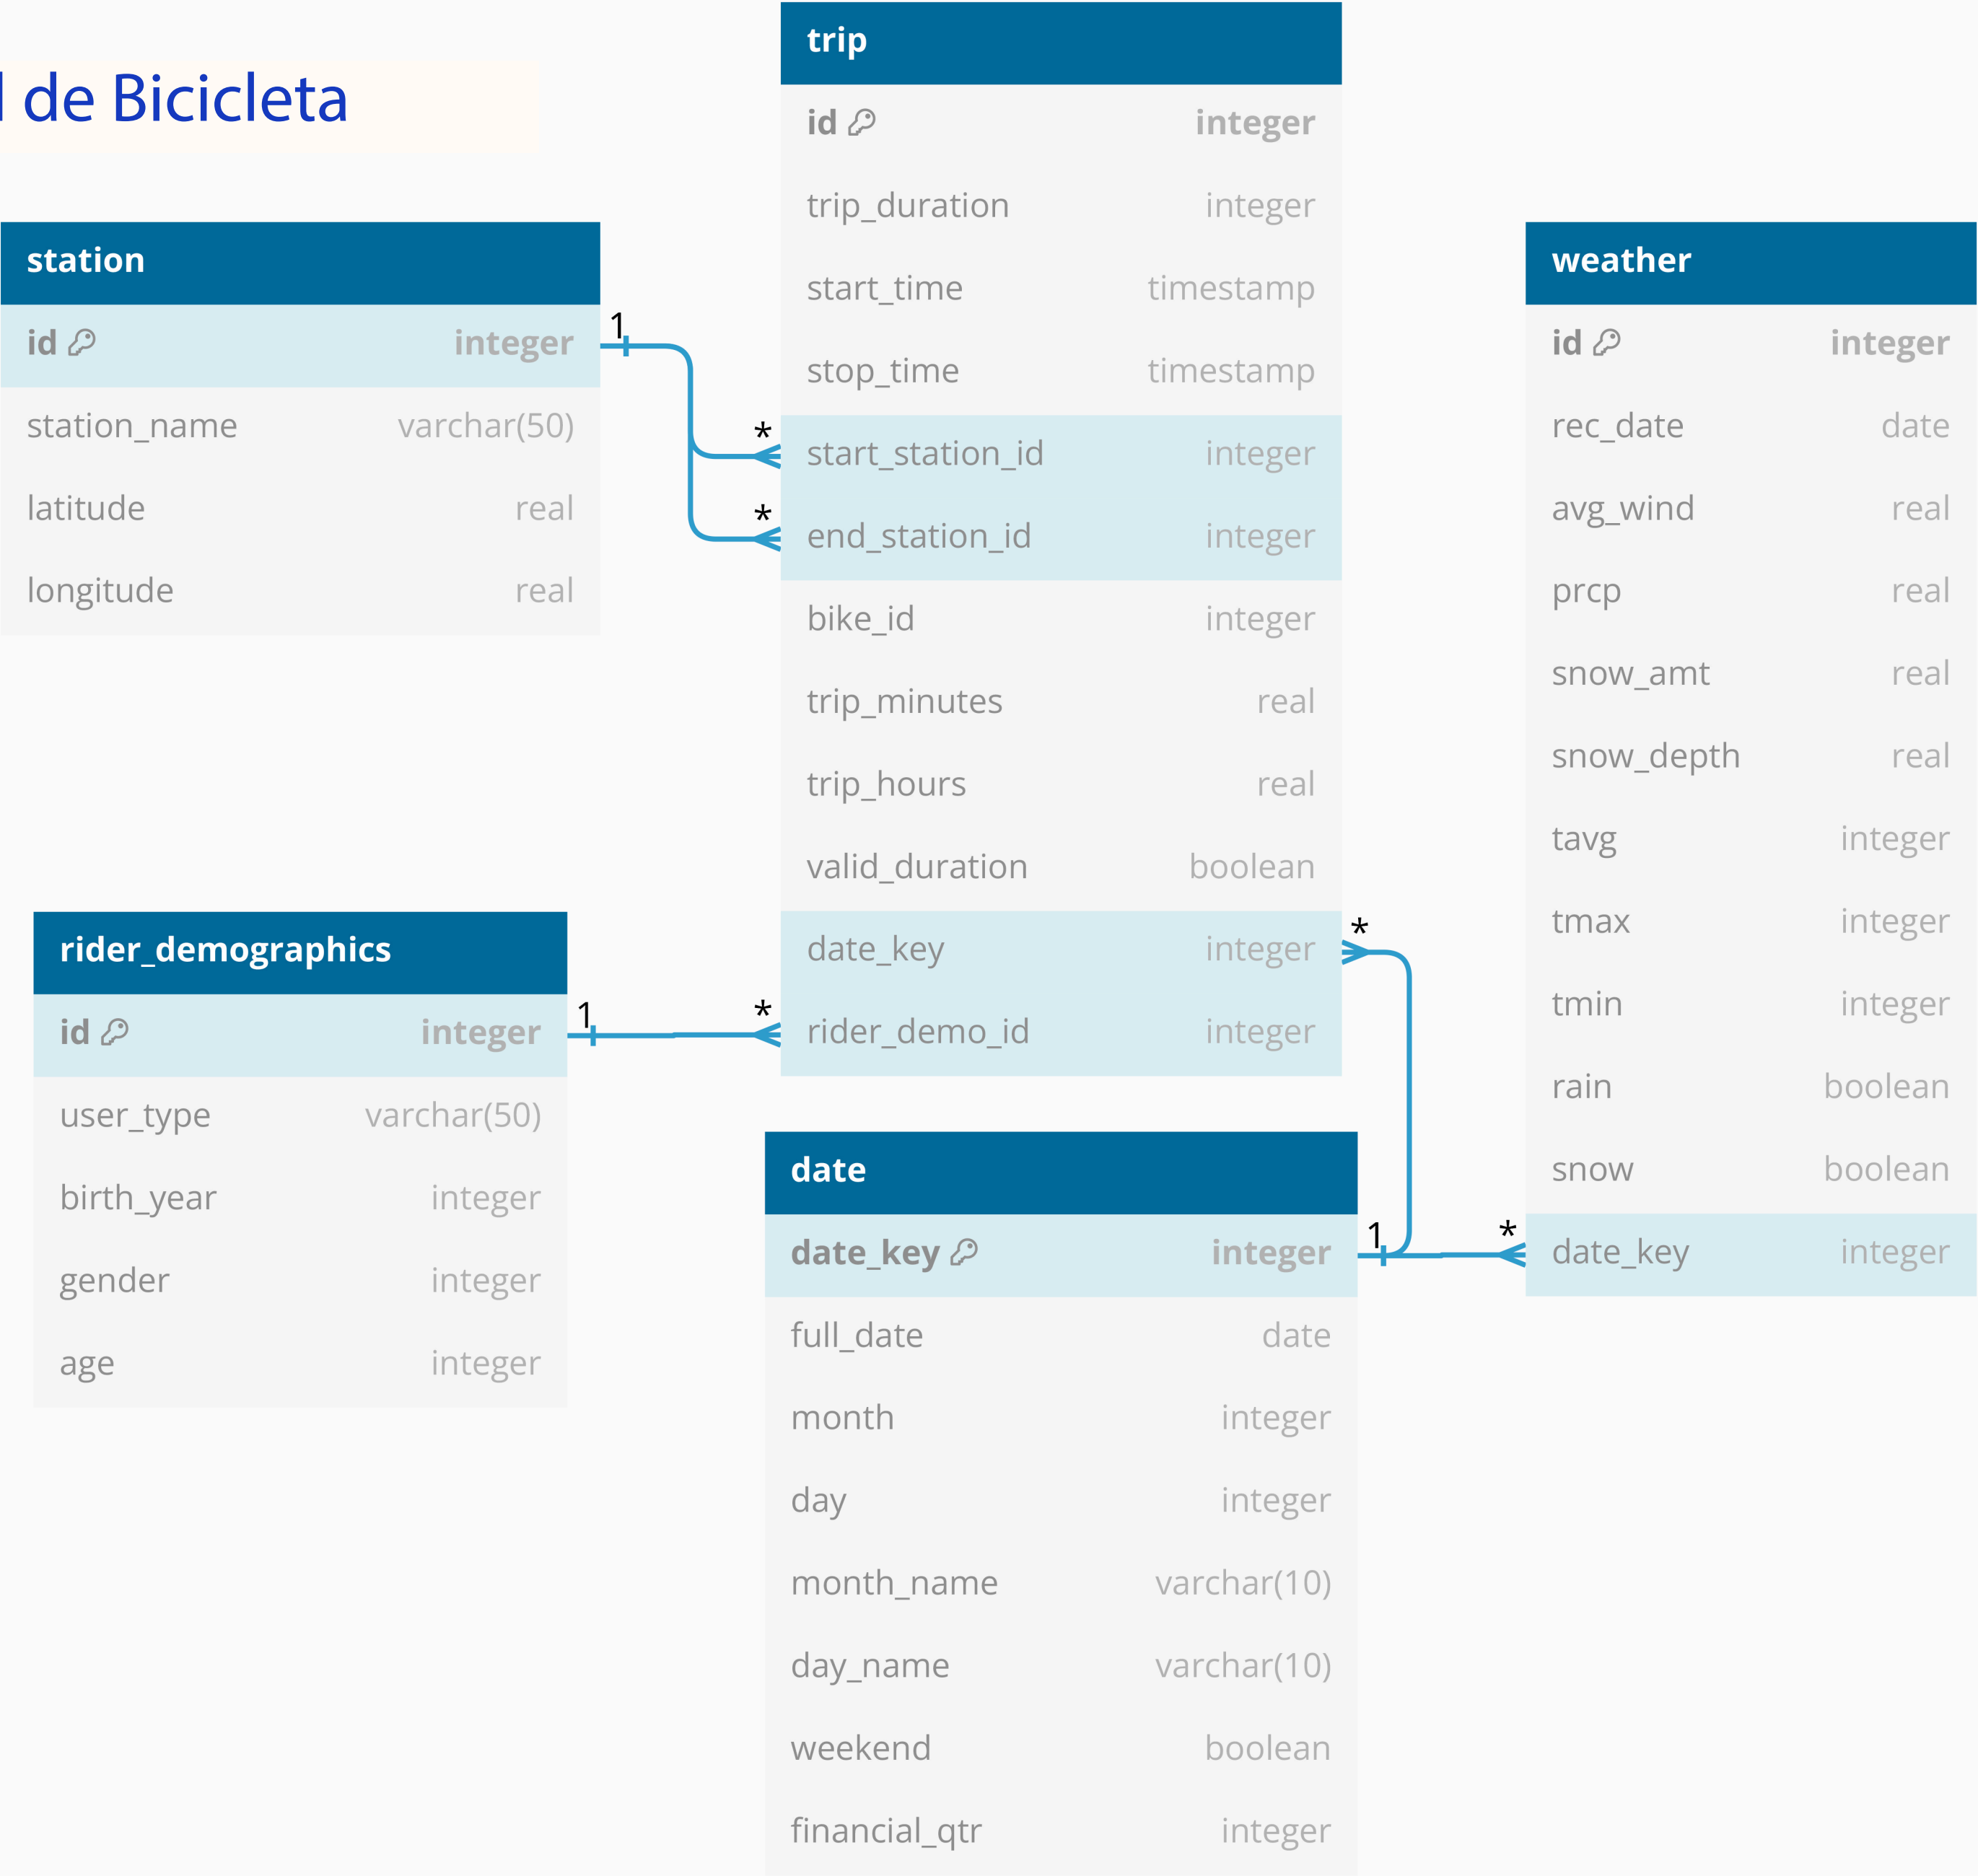 l de Bicicleta
station
id integer
station_name varchar(50)
latitude real
longitude real
rider_demographics
id integer
user_type varchar(50)
birth_year integer
gender integer
age integer
trip
id integer
trip_duration integer
start_time timestamp
stop_time timestamp
start_station_id integer
end_station_id integer
bike_id integer
trip_minutes real
trip_hours real
valid_duration boolean
date_key integer
rider_demo_id integer
date
date_key integer
full_date date
month integer
day integer
month_name varchar(10)
day_name varchar(10)
weekend boolean
financial_qtr integer
weather
id integer
rec_date date
avg_wind real
prcp real
snow_amt real
snow_depth real
tavg integer
tmax integer
tmin integer
rain boolean
snow boolean
date_key integer
1
*
*
1
*
*
1
*